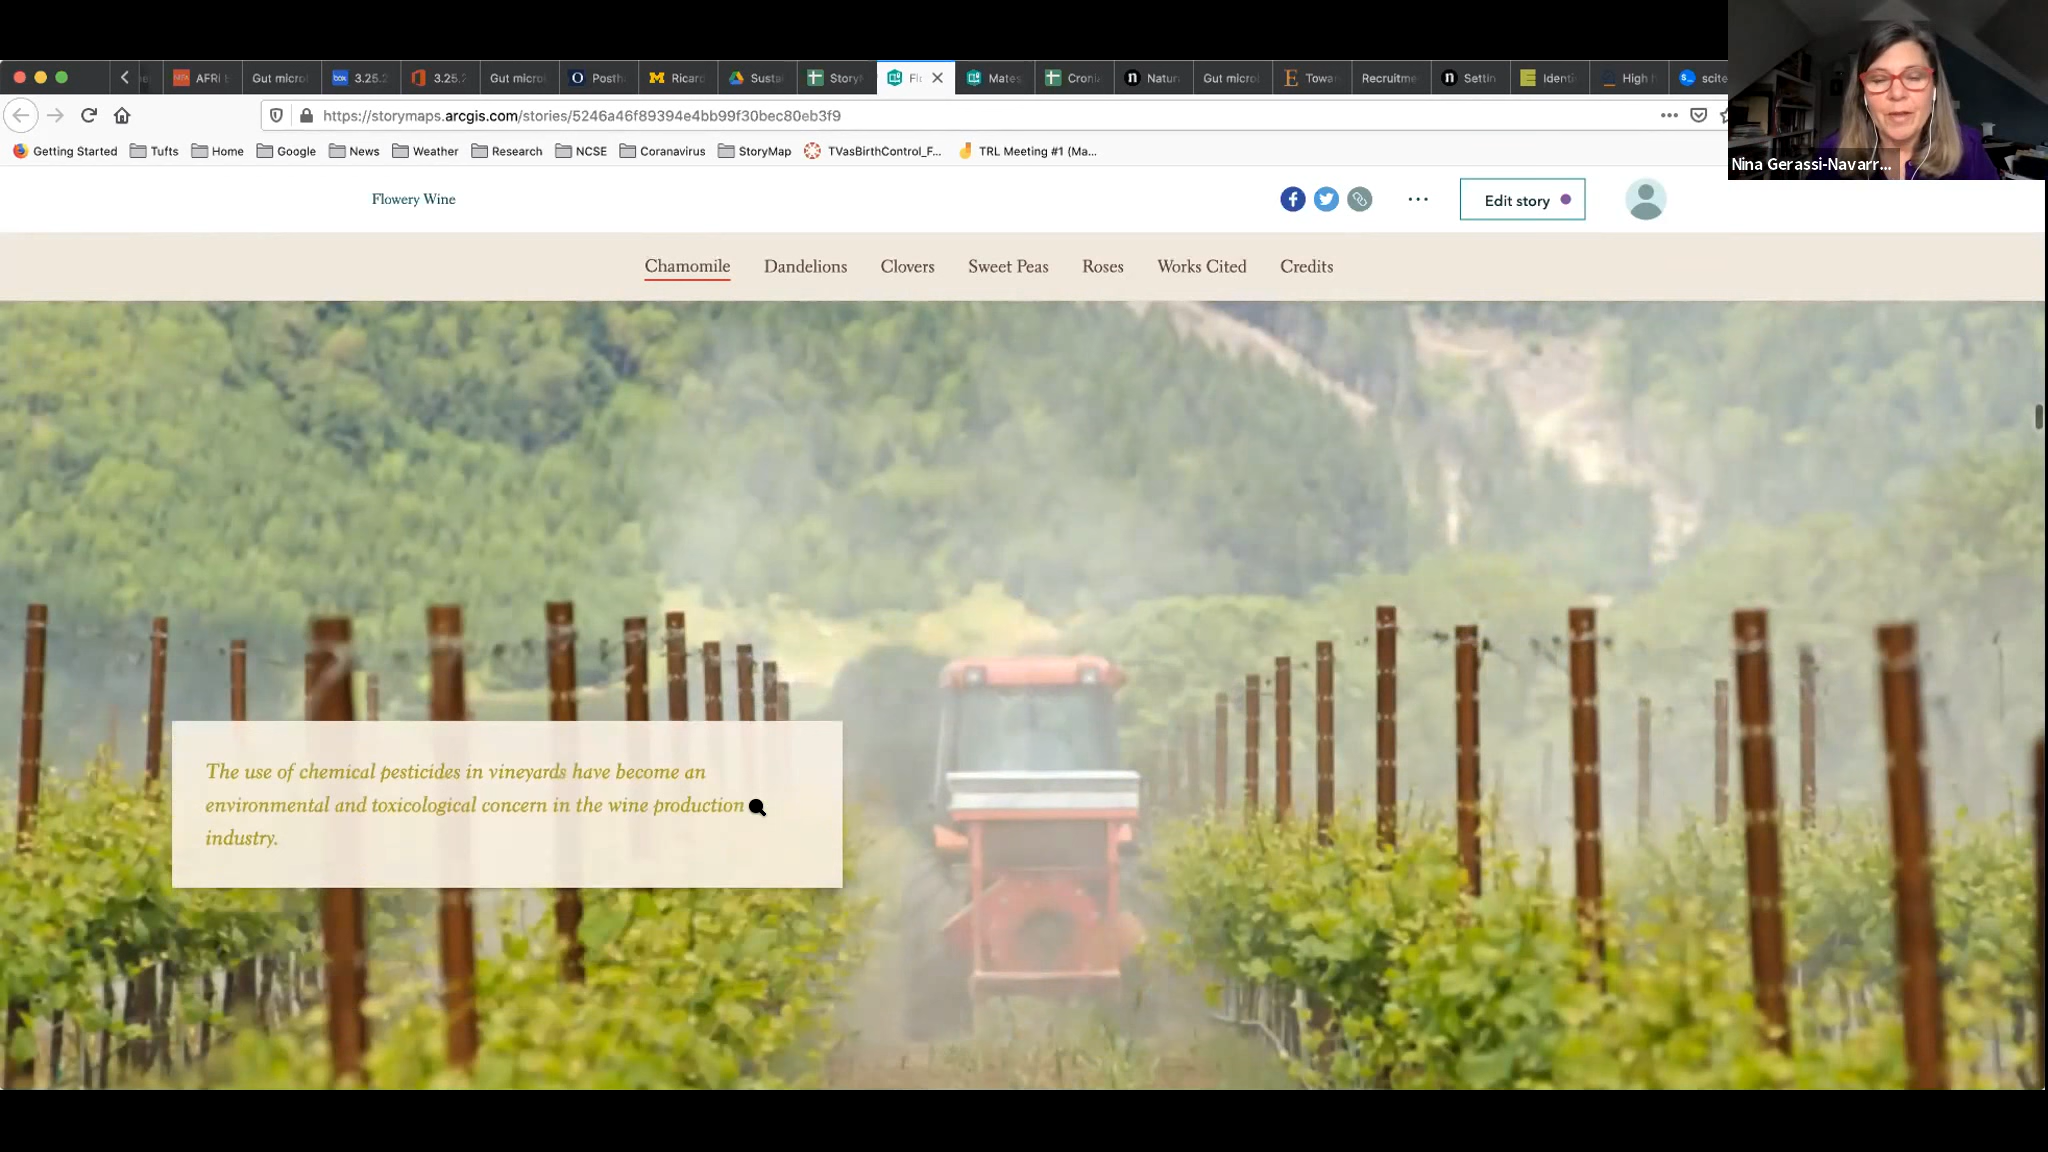 AFRI
Gut micro
3.25.2
3.25.
Gut micro
Posth
Ricard
Susta
Story
Mates
Cronia
Natur
Gut micro
Towa
Recruitme
Settin
Identi
High
scite
https://storymaps.arcgis.com/stories/5246a46f89394e4bb99f30bec80eb3f9
Getting Started
Tufts
Home
Google
News
Weather
Research
NCSE
Coranavirus
StoryMap
TVasBirthControl_F...
TRL Meeting #1 (Ma...
Nina Gerassi-Navarr...
Flowery Wine
Edit story
Chamomile
Dandelions
Clovers
Sweet Peas
Roses
Works Cited
Credits
The use of chemical pesticides in vineyards have become an
environmental and toxicological concern in the wine production
industry.